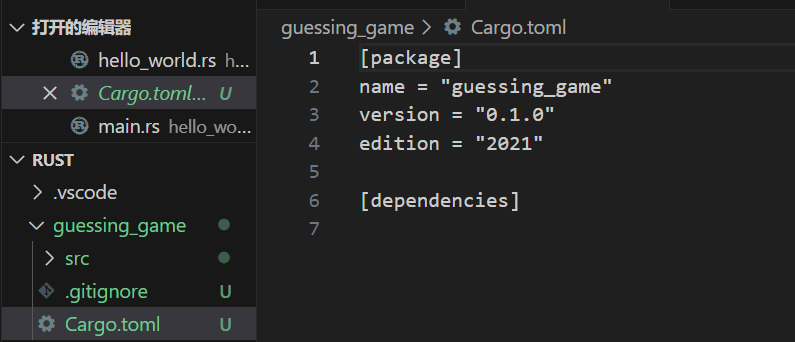 打开的编辑器
hello_world.rs h...
Cargo.toml... U
main.rs hello_wo...
RUST
.vscode
guessing_game
src
.gitignore U
Cargo.toml U
guessing_game > Cargo.toml
1 [package]
2 name = "guessing_game"
3 version = "0.1.0"
4 edition = "2021"
5
6 [dependencies]
7